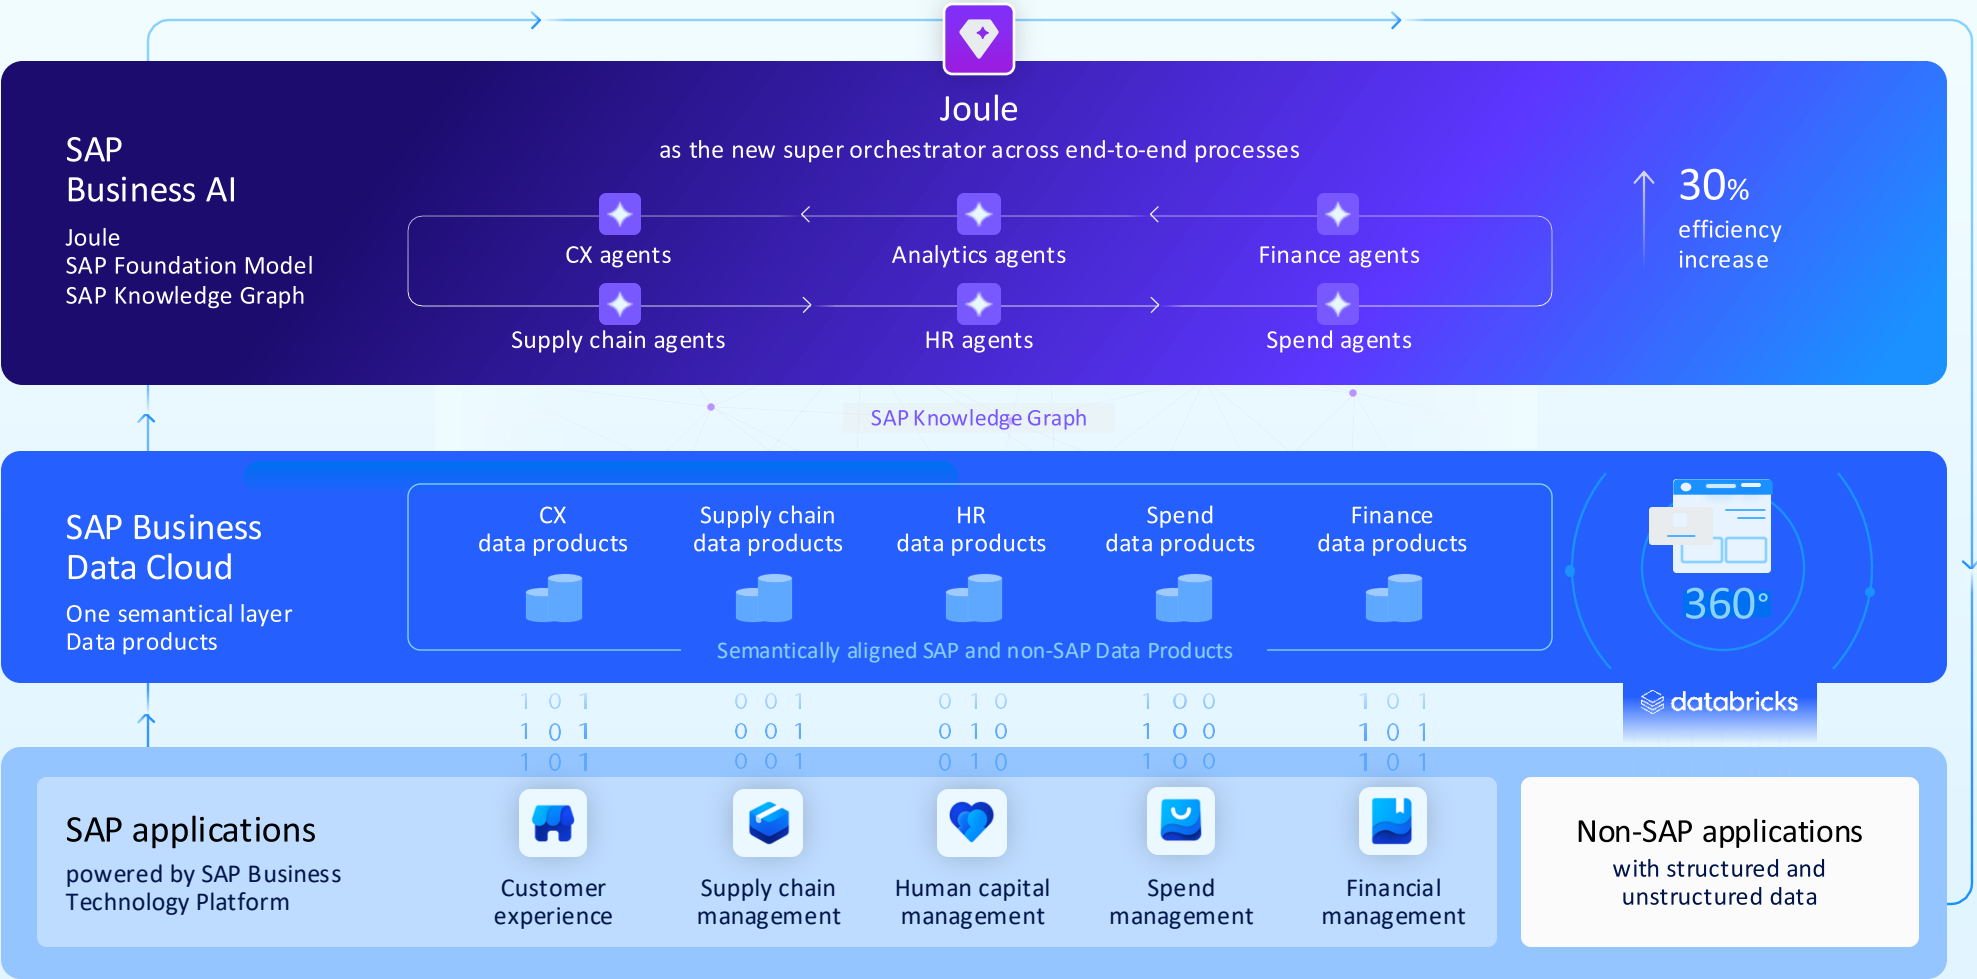 Joule
as the new super orchestrator across end-to-end processes
SAP
Business AI
Joule
SAP Foundation Model
SAP Knowledge Graph
CX agents
Analytics agents
Finance agents
Supply chain agents
HR agents
Spend agents
30%
efficiency
increase
SAP Knowledge Graph
SAP Business
Data Cloud
One semantical layer
Data products
CX
data products
Supply chain
data products
HR
data products
Spend
data products
Finance
data products
Semantically aligned SAP and non-SAP Data Products
360°
databricks
1 0 1 0 0 1 0 1 0 1 0 0 1 0 1
1 0 1 0 0 1 0 1 0 1 0 0 1 0 1
1 0 1 0 0 1 0 1 0 1 0 0 1 0 1
SAP applications
powered by SAP Business
Technology Platform
Customer
experience
Supply chain
management
Human capital
management
Spend
management
Financial
management
Non-SAP applications
with structured and
unstructured data